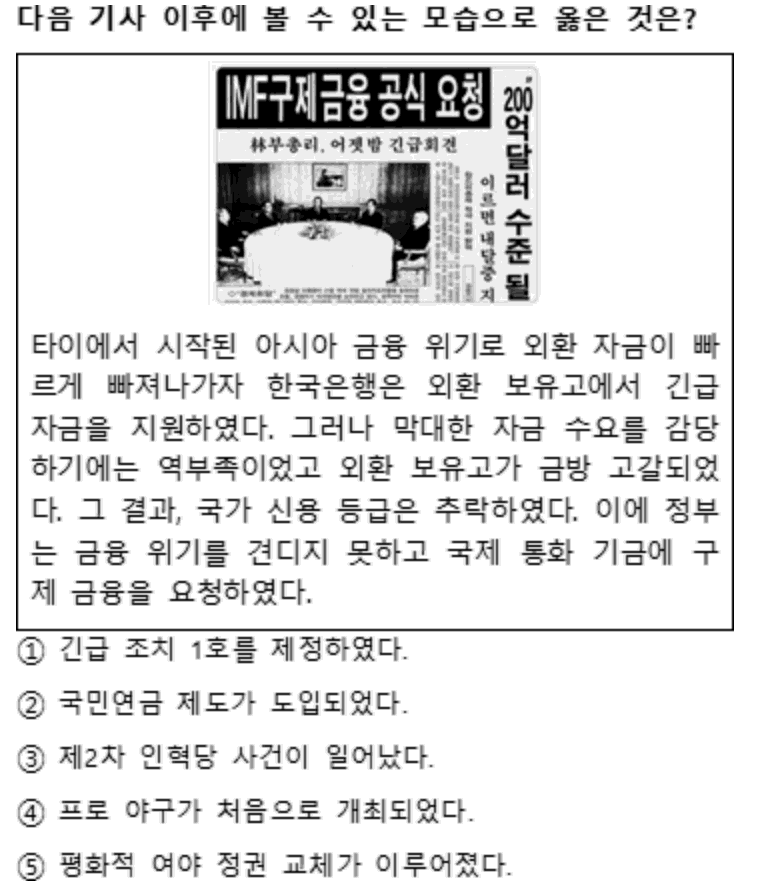 다음 기사 이후에 볼 수 있는 모습으로 옳은 것은?
IMF구제금융 공식 요청
林부총리, 어젯밤 긴급회견
200억달러 수준 될
이르면 내달중 지
타이에서 시작된 아시아 금융 위기로 외환 자금이 빠
르게 빠져나가자 한국은행은 외환 보유고에서 긴급
자금을 지원하였다. 그러나 막대한 자금 수요를 감당
하기에는 역부족이었고 외환 보유고가 금방 고갈되었
다. 그 결과, 국가 신용 등급은 추락하였다. 이에 정부
는 금융 위기를 견디지 못하고 국제 통화 기금에 구
제 금융을 요청하였다.
① 긴급 조치 1호를 제정하였다.
② 국민연금 제도가 도입되었다.
③ 제2차 인혁당 사건이 일어났다.
④ 프로 야구가 처음으로 개최되었다.
⑤ 평화적 여야 정권 교체가 이루어졌다.